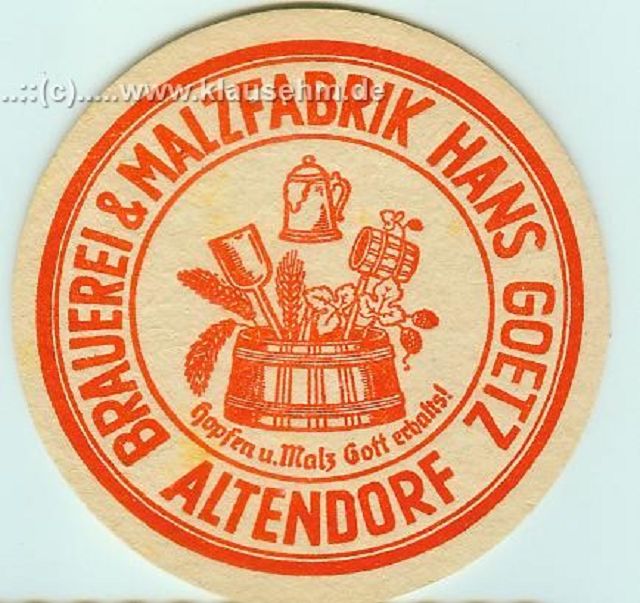 ..::(c).....www.klausehm.de
BRAUEREI & MALZFABRIK HANS GOETZ
ALTENDORF
Hopfen u. Malz Gott erhalts!